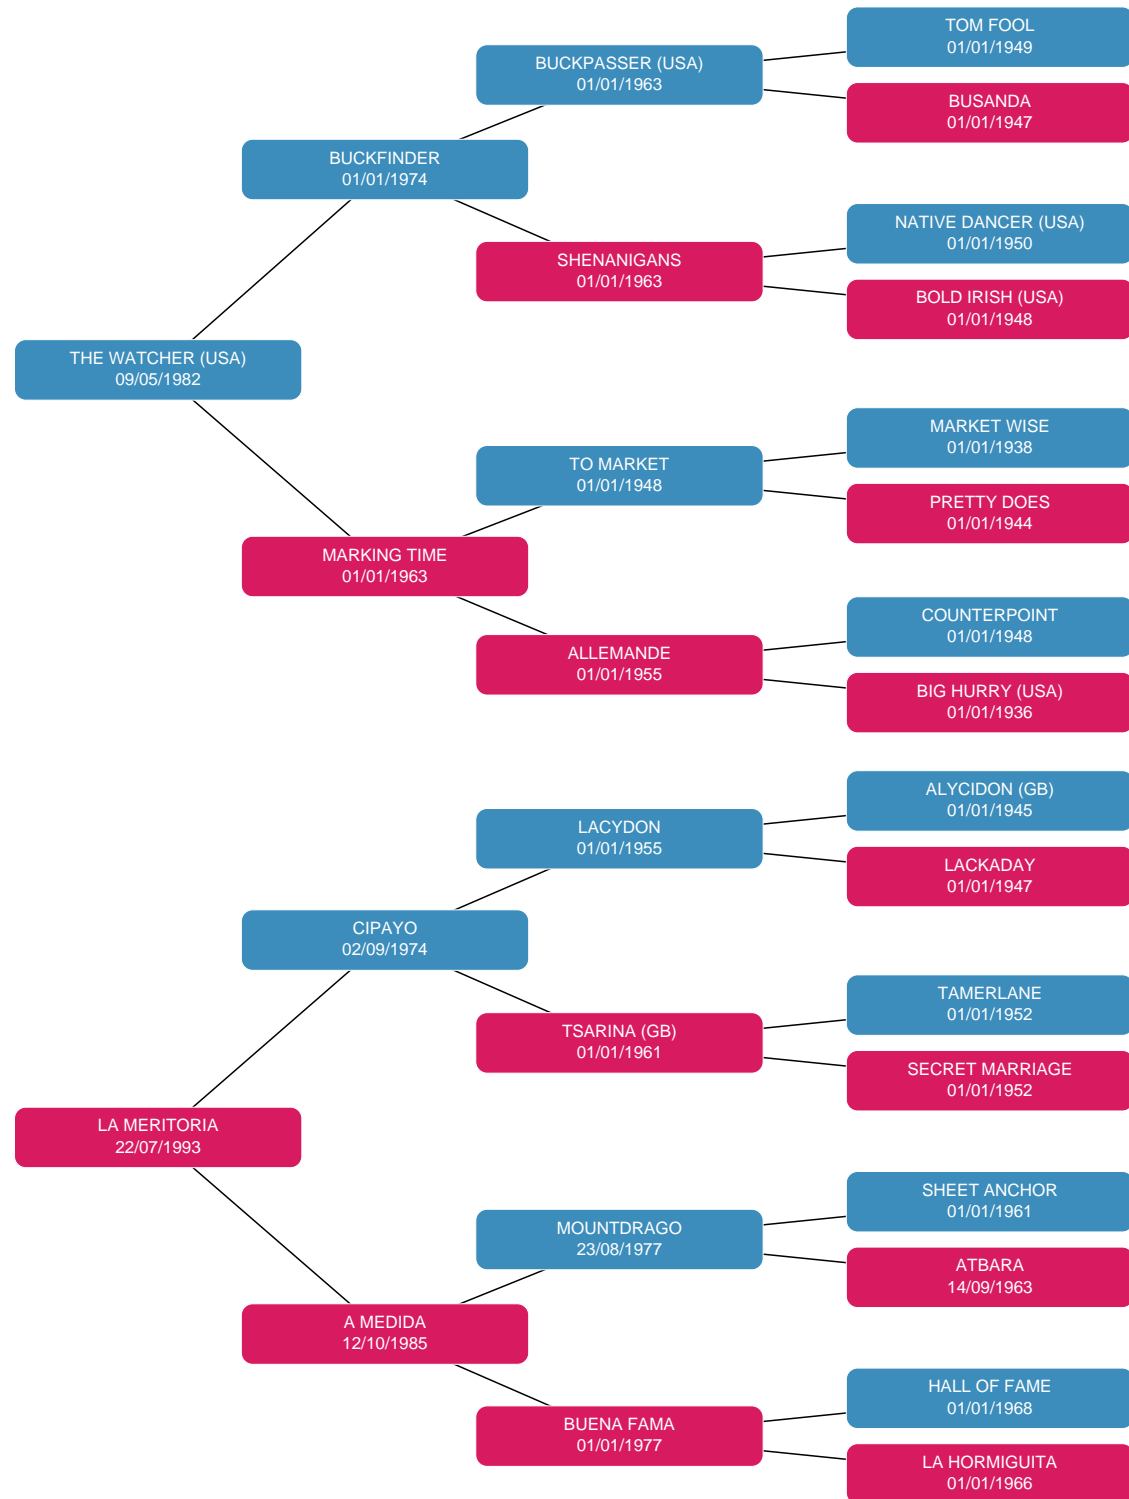 TOM FOOL
01/01/1949
BUCKPASSER (USA)
01/01/1963
BUSANDA
01/01/1947
BUCKFINDER
01/01/1974
NATIVE DANCER (USA)
01/01/1950
SHENANIGANS
01/01/1963
BOLD IRISH (USA)
01/01/1948
THE WATCHER (USA)
09/05/1982
MARKET WISE
01/01/1938
TO MARKET
01/01/1948
PRETTY DOES
01/01/1944
MARKING TIME
01/01/1963
COUNTERPOINT
01/01/1948
ALLEMANDE
01/01/1955
BIG HURRY (USA)
01/01/1936
ALYCIDON (GB)
01/01/1945
LACYDON
01/01/1955
LACKADAY
01/01/1947
CIPAYO
02/09/1974
TAMERLANE
01/01/1952
TSARINA (GB)
01/01/1961
SECRET MARRIAGE
01/01/1952
LA MERITORIA
22/07/1993
SHEET ANCHOR
01/01/1961
MOUNTDRAGO
23/08/1977
ATBARA
14/09/1963
A MEDIDA
12/10/1985
HALL OF FAME
01/01/1968
BUENA FAMA
01/01/1977
LA HORMIGUITA
01/01/1966